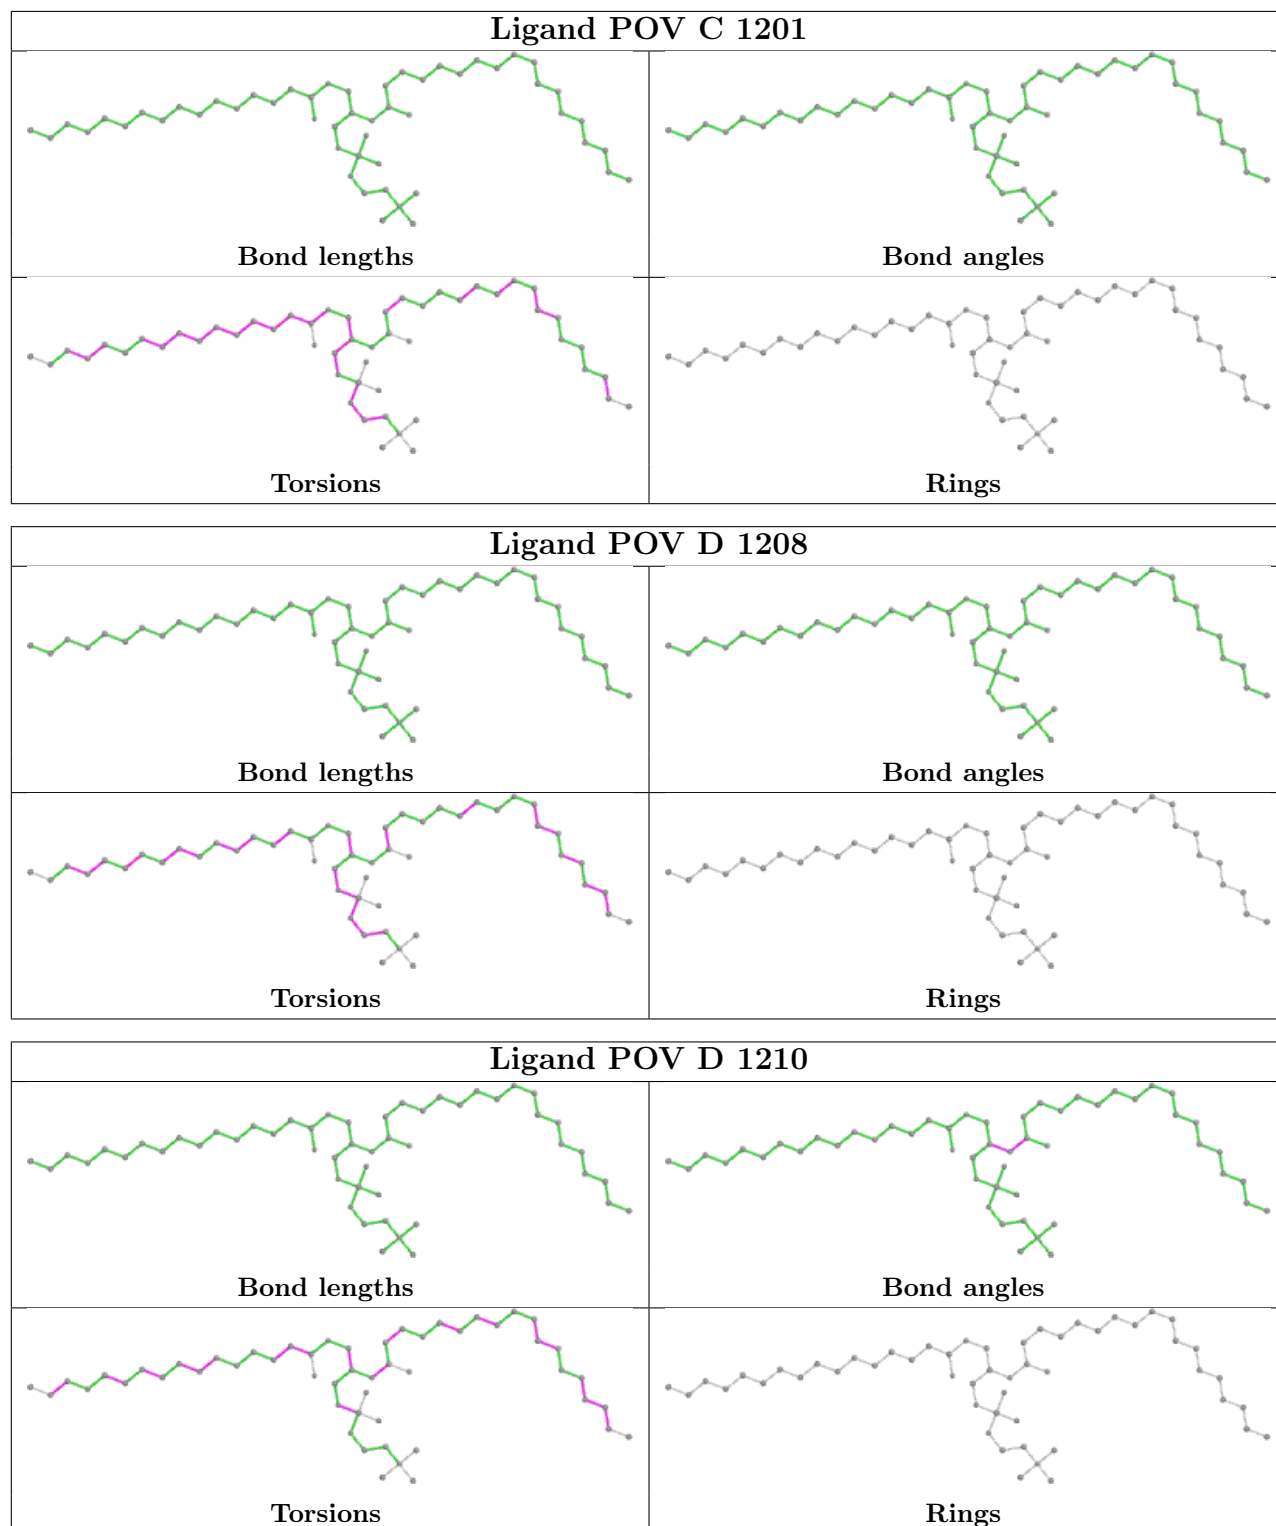 Ligand POV C 1201
Bond lengths
Bond angles
Torsions
Rings
Ligand POV D 1208
Bond lengths
Bond angles
Torsions
Rings
Ligand POV D 1210
Bond lengths
Bond angles
Torsions
Rings